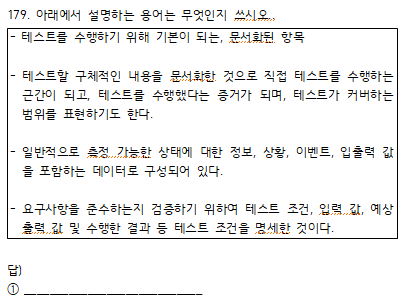 179. 아래에서 설명하는 용어는 무엇인지 쓰시오.
- 테스트를 수행하기 위해 기본이 되는, 문서화된 항목
- 테스트할 구체적인 내용을 문서화한 것으로 직접 테스트를 수행하는
근간이 되고, 테스트를 수행했다는 증거가 되며, 테스트가 커버하는
범위를 표현하기도 한다.
- 일반적으로 측정 가능한 상태에 대한 정보, 상황, 이벤트, 입출력 값
을 포함하는 데이터로 구성되어 있다.
- 요구사항을 준수하는지 검증하기 위하여 테스트 조건, 입력 값, 예상
출력 값 및 수행한 결과 등 테스트 조건을 명세한 것이다.
답)
① ____________________________